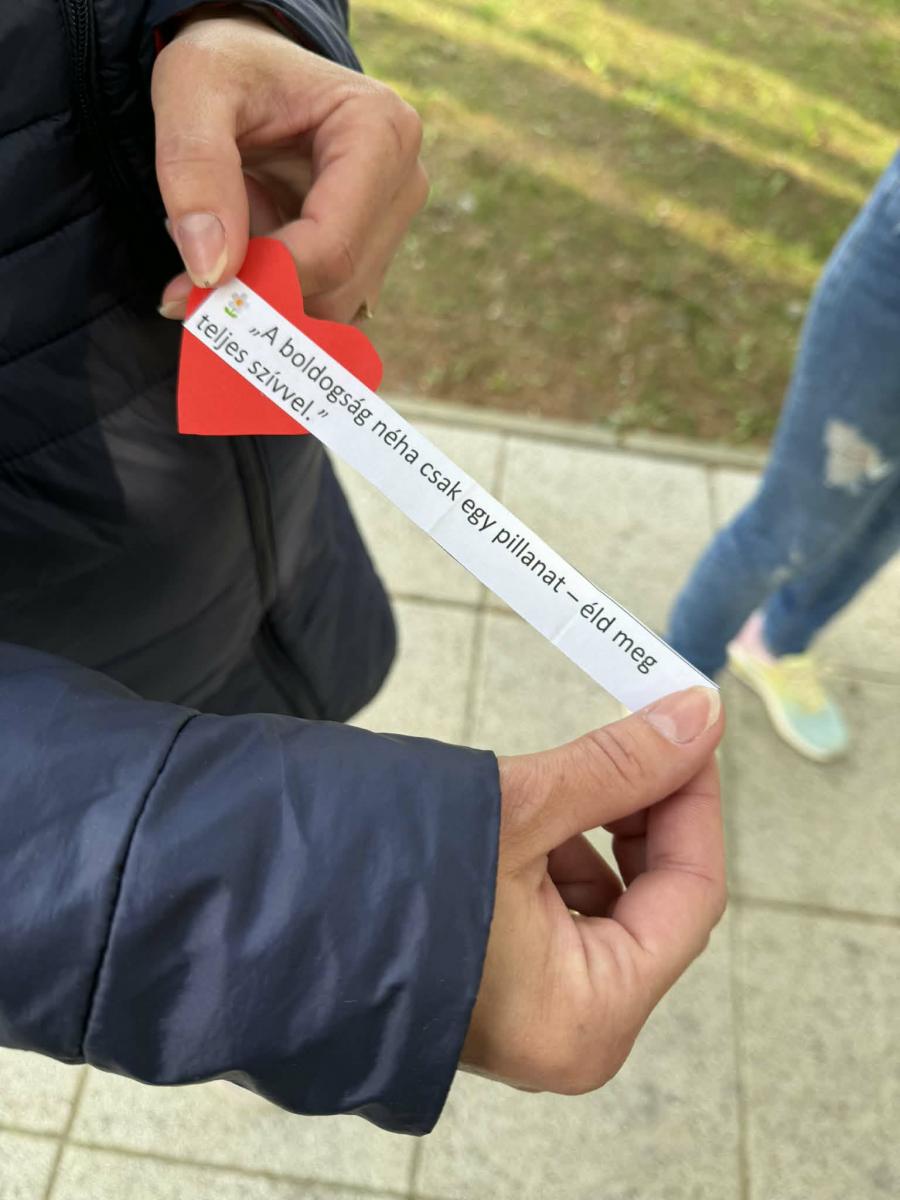 „A boldogság néha csak egy pillanat – éld meg
teljes szívvel.”